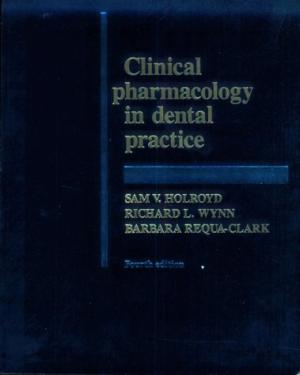 Clinical
pharmacology
in dental
practice
SAM V. HOLROYD
RICHARD L. WYNN
BARBARA REQUA-CLARK
Fourth edition